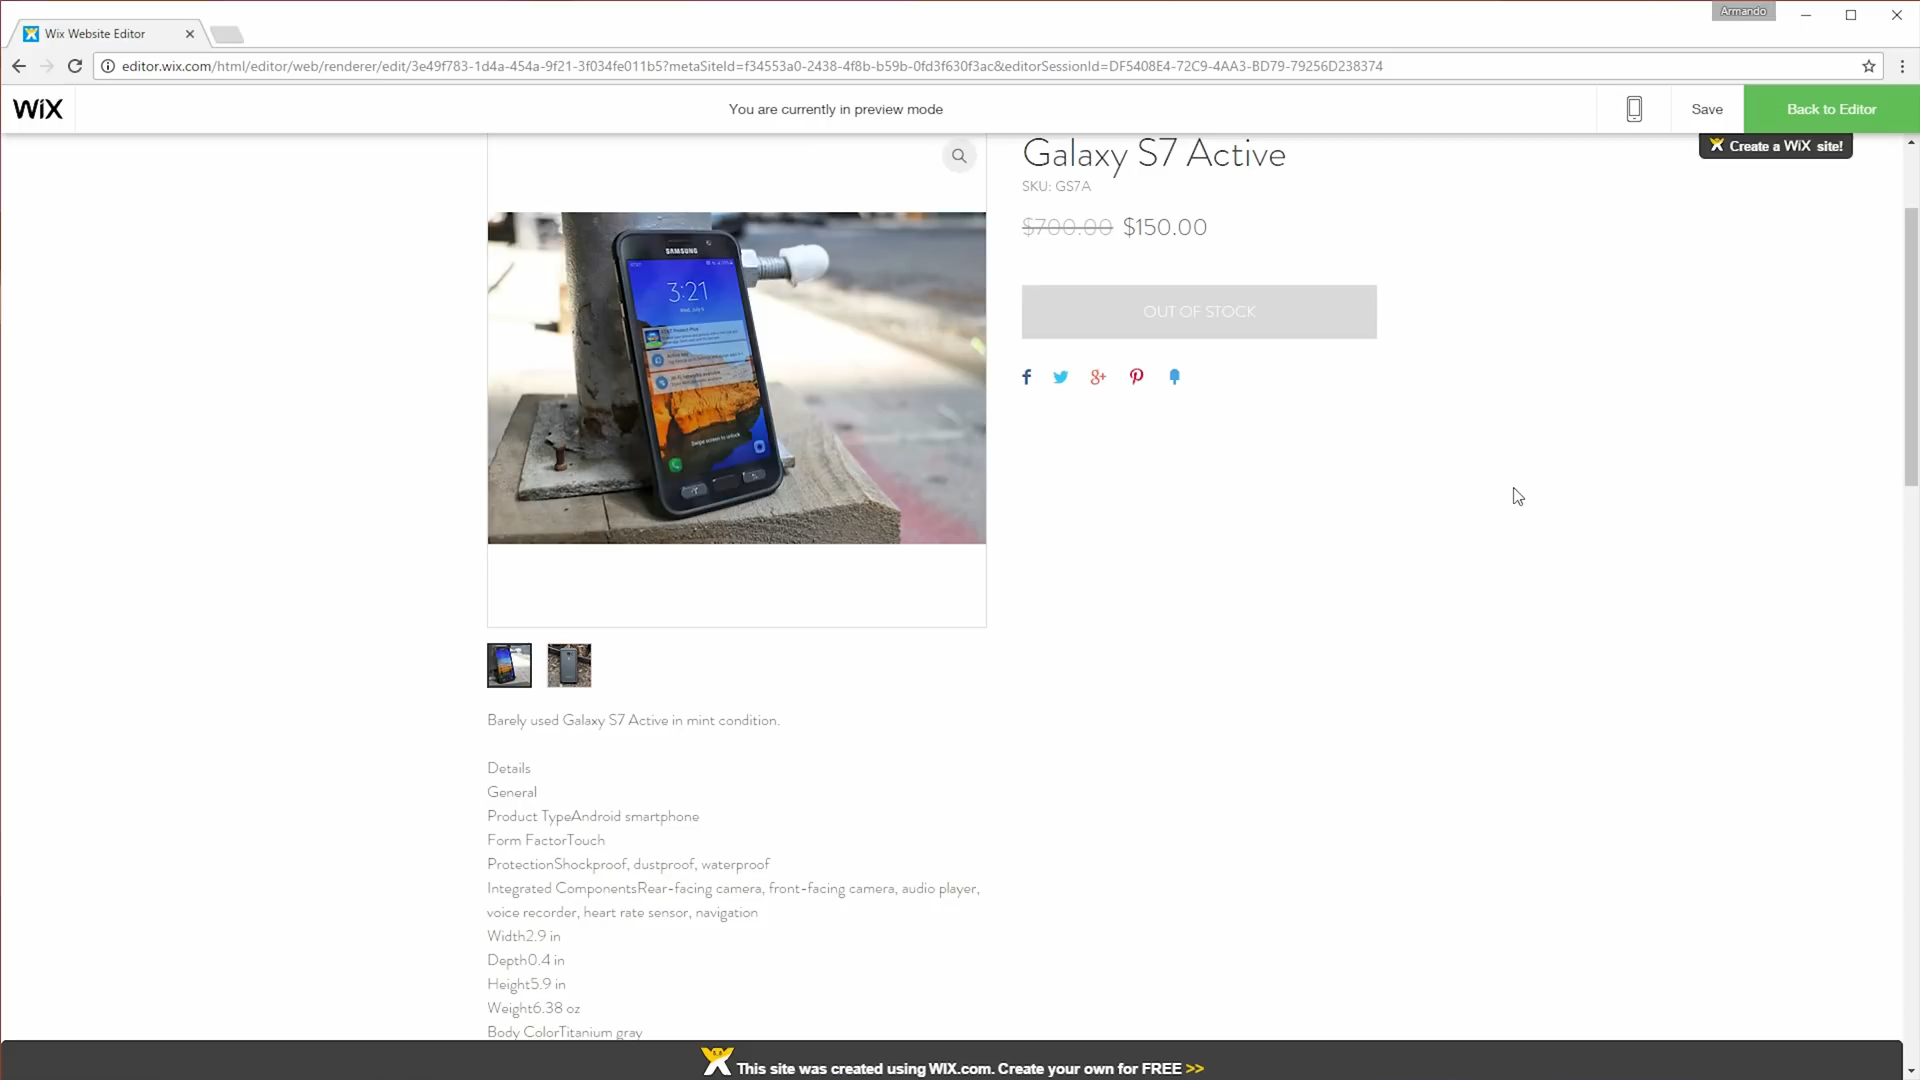 Armando
Wix Website Editor
editor.wix.com/html/editor/web/renderer/edit/3e49f783-1d4a-454a-9f21-3f034fe011b5?metaSiteId=f34553a0-2438-4f8b-b59b-0fd3f630f3ac&editorSessionId=DF5408E4-72C9-4AA3-BD79-79256D238374
WiX
You are currently in preview mode
Save
Back to Editor
Create a WiX site!
Galaxy S7 Active
SKU: GS7A
$700.00 $150.00
OUT OF STOCK
SAMSUNG
3:21
Swipe screen to unlock
Barely used Galaxy S7 Active in mint condition.
Details
General
Product TypeAndroid smartphone
Form FactorTouch
ProtectionShockproof, dustproof, waterproof
Integrated ComponentsRear-facing camera, front-facing camera, audio player,
voice recorder, heart rate sensor, navigation
Width2.9 in
Depth0.4 in
Height5.9 in
Weight6.38 oz
Body ColorTitanium gray
This site was created using WIX.com. Create your own for FREE >>